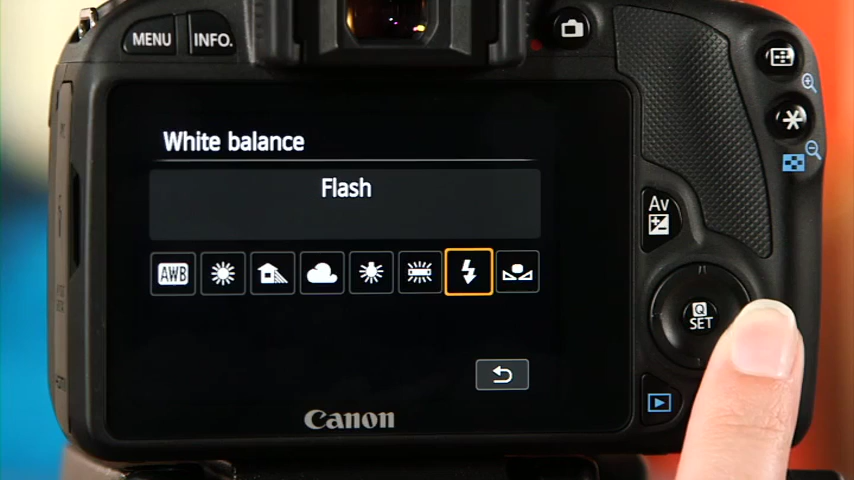 MENU INFO.
White balance
Flash
AWB
Av
Q
SET
Canon